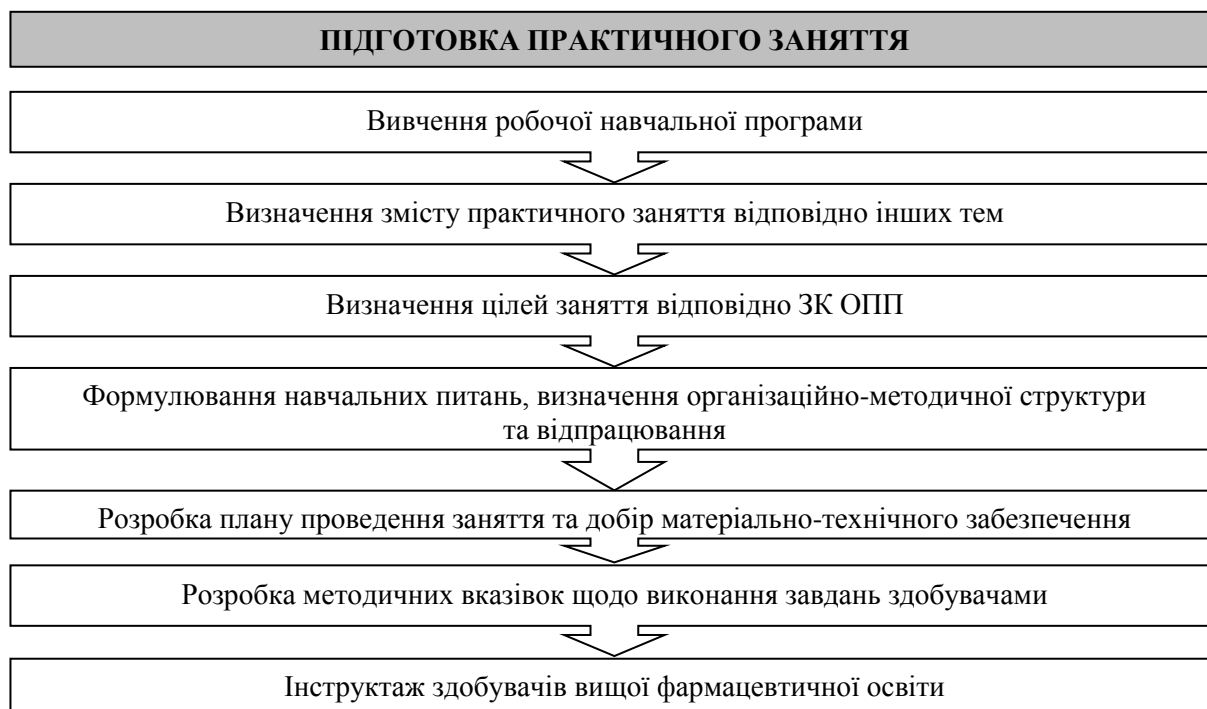 ПІДГОТОВКА ПРАКТИЧНОГО ЗАНЯТТЯ
Вивчення робочої навчальної програми
Визначення змісту практичного заняття відповідно інших тем
Визначення цілей заняття відповідно ЗК ОПП
Формулювання навчальних питань, визначення організаційно-методичної структури
та відпрацювання
Розробка плану проведення заняття та добір матеріально-технічного забезпечення
Розробка методичних вказівок щодо виконання завдань здобувачами
Інструктаж здобувачів вищої фармацевтичної освіти